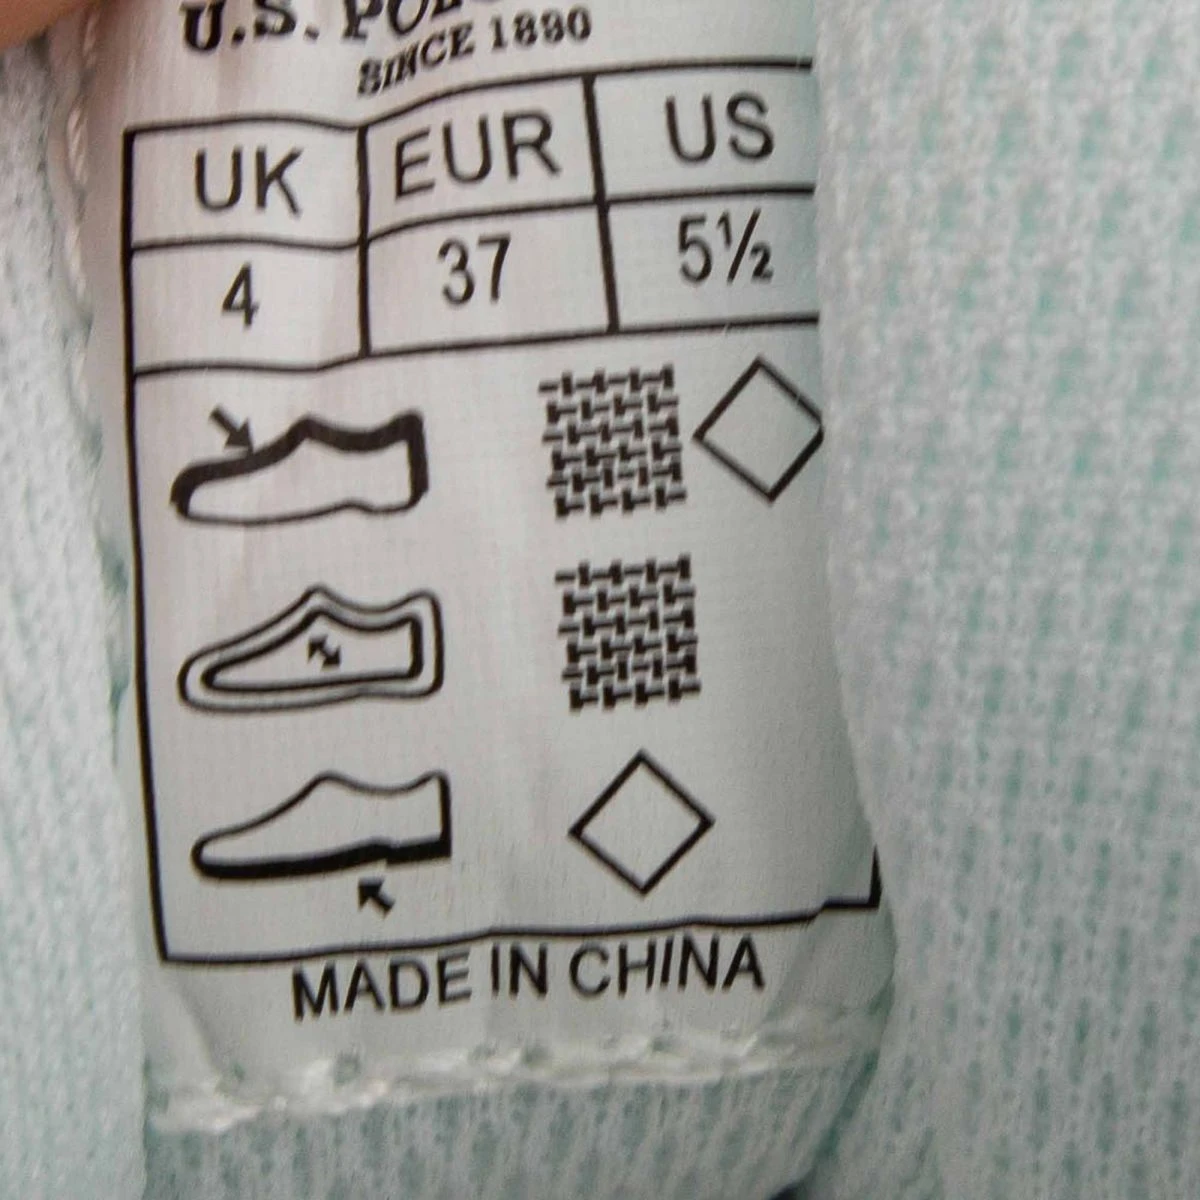 U.S.
SINCE 1890
UK EUR US
4 37 5½
MADE IN CHINA